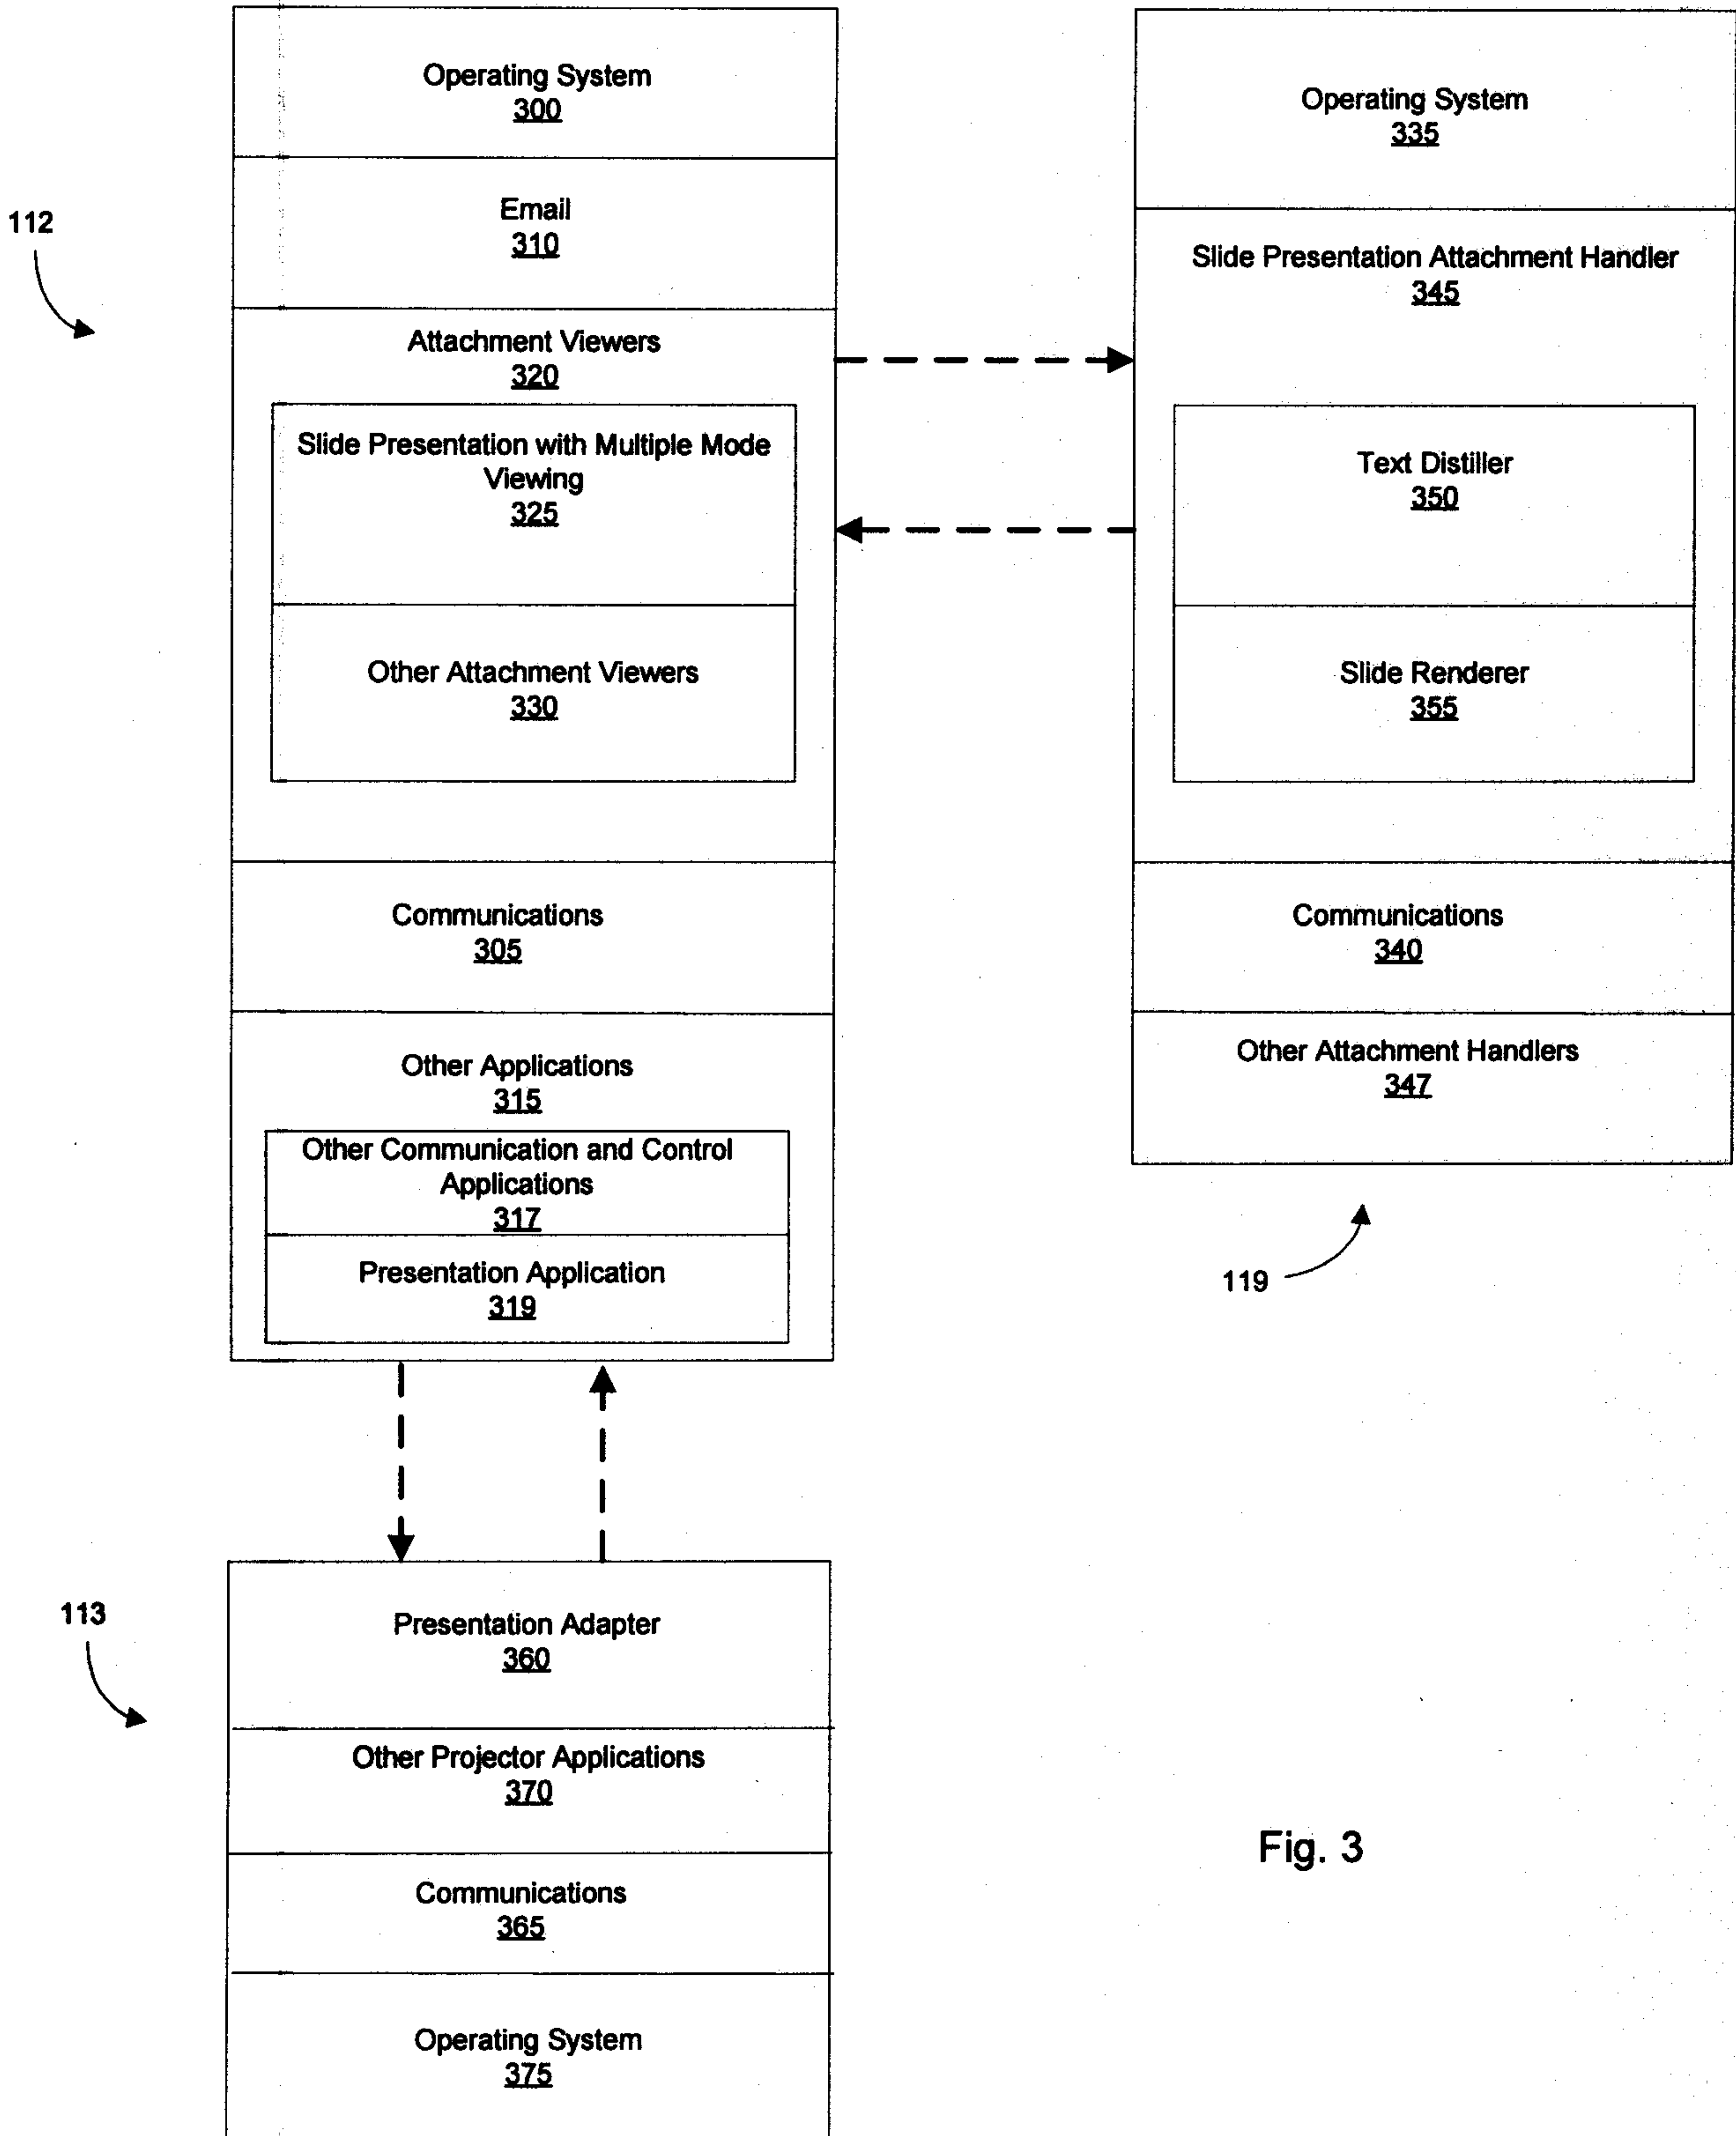 Operating System
300
Email
310
112
Attachment Viewers
320
Slide Presentation with Multiple Mode
Viewing
325
Other Attachment Viewers
330
Communications
305
Other Applications
315
Other Communication and Control
Applications
317
Presentation Application
319
Operating System
335
Slide Presentation Attachment Handler
345
Text Distiller
350
Slide Renderer
355
Communications
340
Other Attachment Handlers
347
119
113
Presentation Adapter
360
Other Projector Applications
370
Communications
365
Operating System
375
Fig. 3